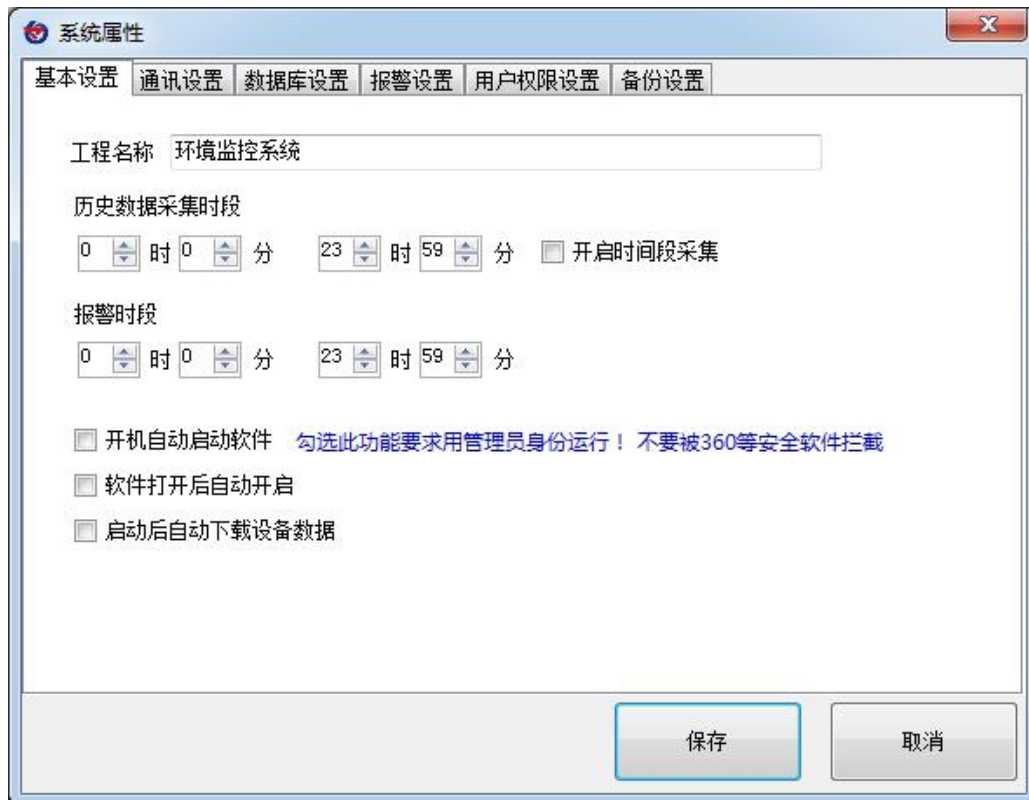 系统属性
基本设置 通讯设置 数据库设置 报警设置 用户权限设置 备份设置
工程名称 环境监控系统
历史数据采集时段
0 时 0 分 23 时 59 分 开启时间段采集
报警时段
0 时 0 分 23 时 59 分
开机自动启动软件 勾选此功能要求用管理员身份运行！ 不要被360等安全软件拦截
软件打开后自动开启
启动后自动下载设备数据
保存 取消